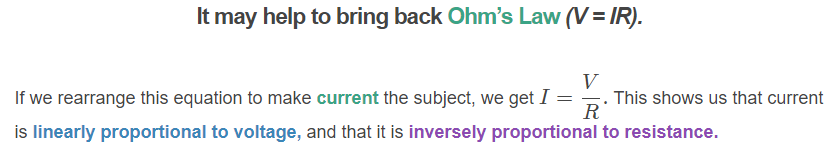 It may help to bring back Ohm's Law (V = IR).
If we rearrange this equation to make current the subject, we get I = V/R. This shows us that current
is linearly proportional to voltage, and that it is inversely proportional to resistance.